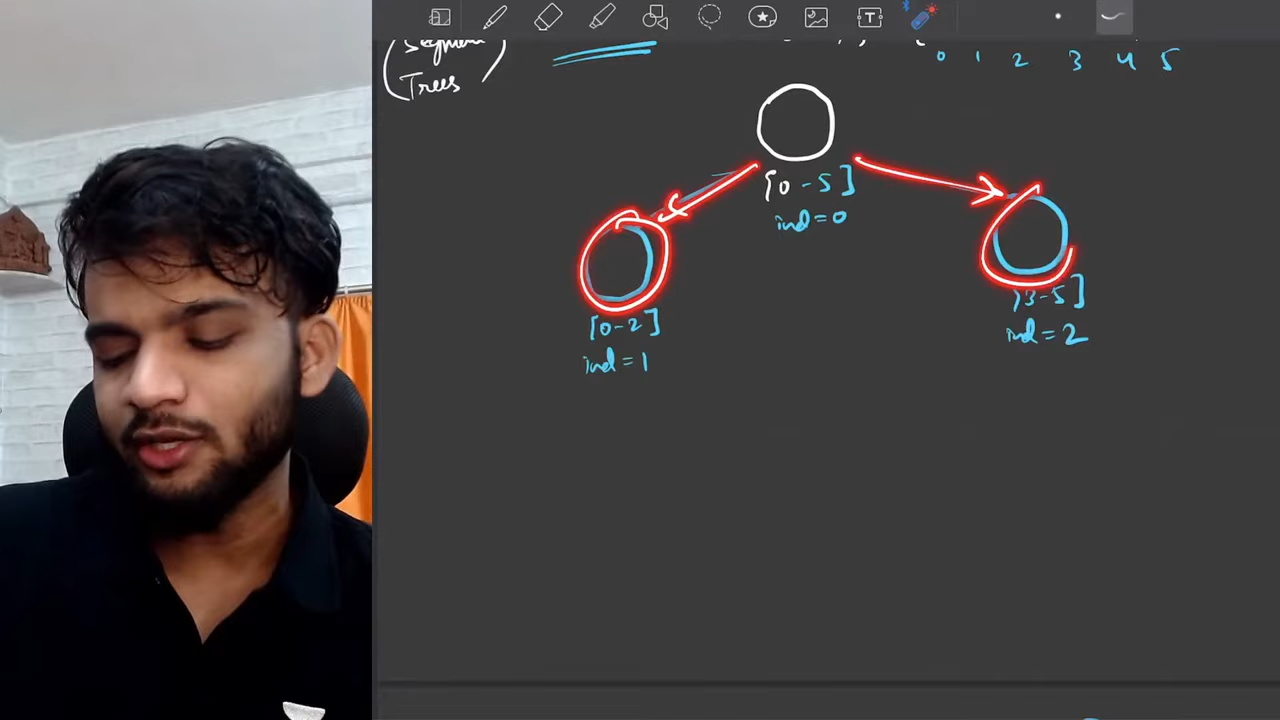 (Segment
Trees)
0 1 2 3 4 5
[0-5]
ind=0
[0-2]
ind=1
[3-5]
ind=2
T